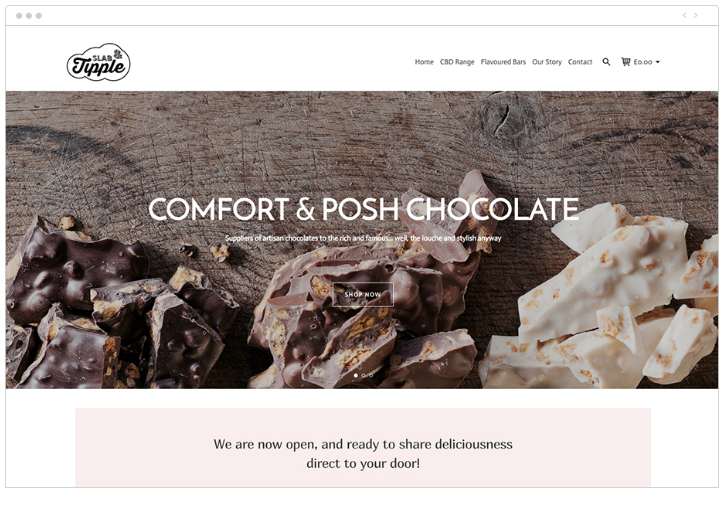 SLAB &
Tipple
Home CBD Range Flavoured Bars Our Story Contact £0.00
COMFORT & POSH CHOCOLATE
Suppliers of artisan chocolates to the rich and famous... well, the louche and stylish anyway
SHOP NOW
We are now open, and ready to share deliciousness
direct to your door!